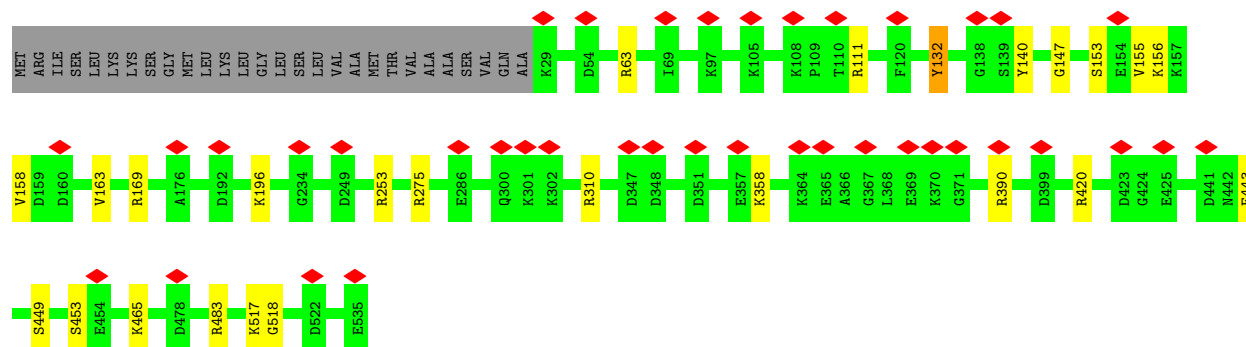 MET ARG ILE SER LEU LYS LYS SER GLY MET LEU LYS LEU GLY LEU SER LEU VAL ALA MET THR VAL ALA ALA SER VAL GLN ALA K29 D54 R63 I69 K97 K105 K108 P109 T110 R111 F120 Y132 G138 S139 Y140 G147 S153 E154 V155 K156 K157
V158 D159 D160 V163 R169 A176 D192 K196 G234 D249 R253 R275 E286 Q300 K301 K302 R310 D347 D348 D351 E357 K358 K364 E365 A366 G367 L368 E369 K370 G371 R390 D399 R420 D423 G424 E425 D441 N442
S449 S453 E454 K465 D478 R483 K517 G518 D522 E535